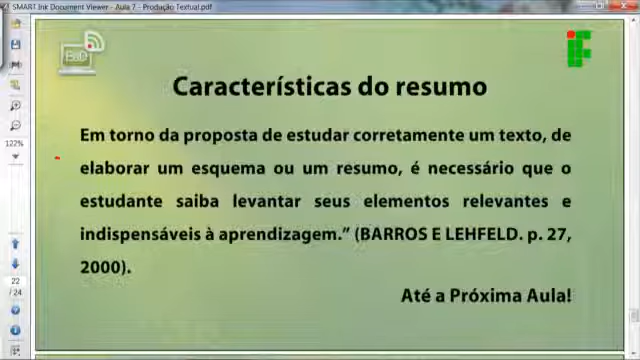 SMART Ink Document Viewer - Aula 7 - Produção Textual.pdf
EaD
Características do resumo
Em torno da proposta de estudar corretamente um texto, de
elaborar um esquema ou um resumo, é necessário que o
estudante saiba levantar seus elementos relevantes e
indispensáveis à aprendizagem.” (BARROS E LEHFELD. p. 27,
2000).
Até a Próxima Aula!
122%
22
/ 24